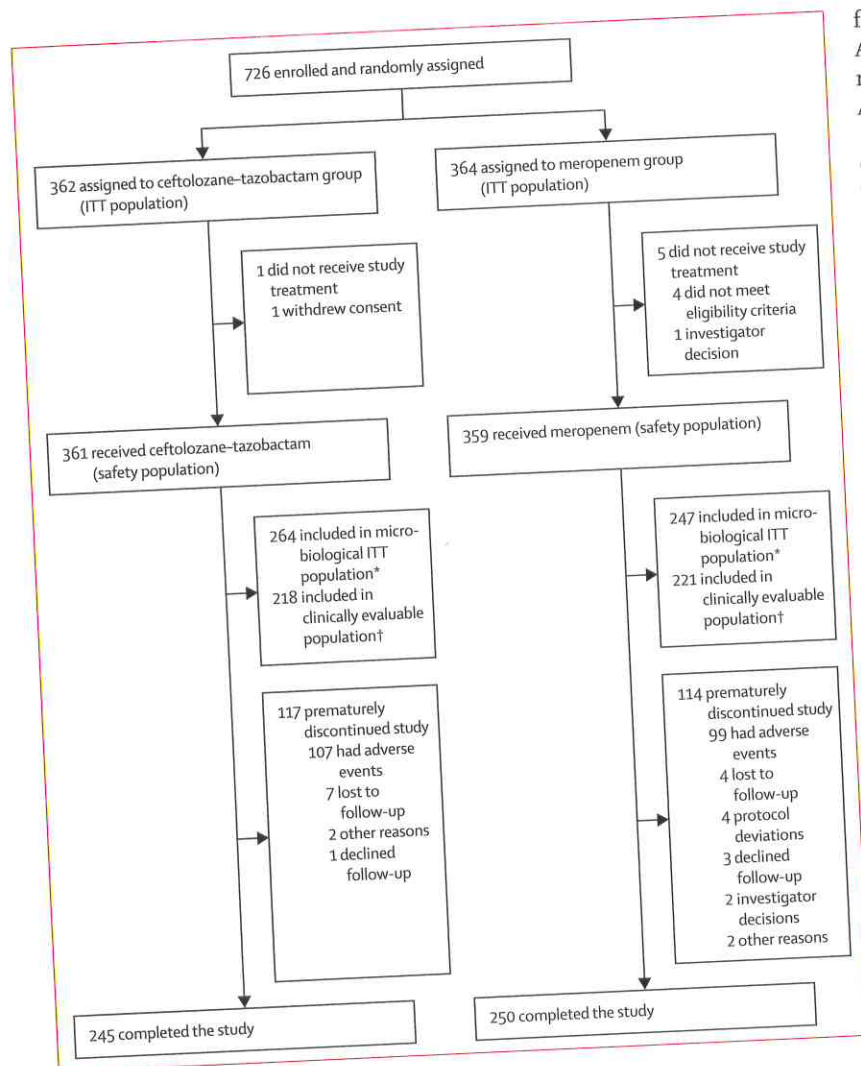 726 enrolled and randomly assigned
362 assigned to ceftolozane–tazobactam group
(ITT population)
364 assigned to meropenem group
(ITT population)
1 did not receive study
treatment
1 withdrew consent
5 did not receive study
treatment
4 did not meet
eligibility criteria
1 investigator
decision
361 received ceftolozane–tazobactam
(safety population)
359 received meropenem (safety population)
264 included in micro-
biological ITT
population*
218 included in
clinically evaluable
population†
247 included in micro-
biological ITT
population*
221 included in
clinically evaluable
population†
117 prematurely
discontinued study
107 had adverse
events
7 lost to
follow-up
2 other reasons
1 declined
follow-up
114 prematurely
discontinued study
99 had adverse
events
4 lost to
follow-up
4 protocol
deviations
3 declined
follow-up
2 investigator
decisions
2 other reasons
245 completed the study
250 completed the study